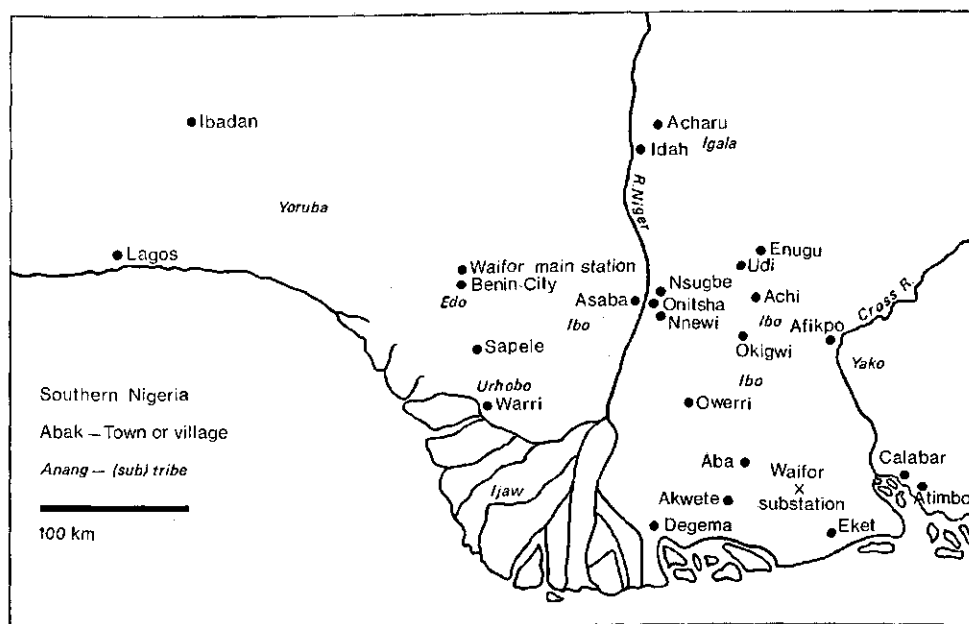 Ibadan
Acharu
Igala
Idah
R.Niger
Yoruba
Lagos
Enugu
Udi
Waifor main station
Benin-City
Edo
Nsugbe
Asaba
Onitsha
Nnewi
Achi
Ibo
Ibo
Afikpo
Cross R.
Okigwi
Yako
Sapele
Ibo
Urhobo
Warri
Owerri
Southern Nigeria
Abak – Town or village
Anang – (sub) tribe
100 km
Ijaw
Aba
Waifor
substation
Calabar
Atimbo
Akwete
Degema
Eket